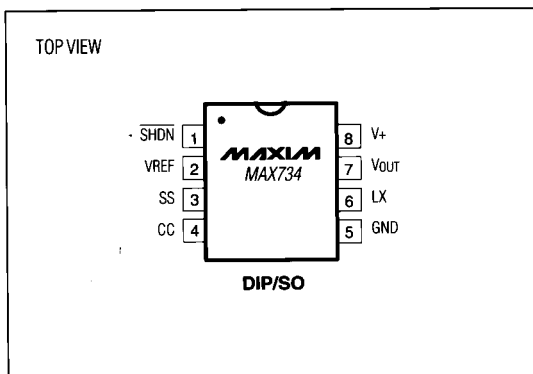 TOP VIEW
SHDN 1
VREF 2
SS 3
CC 4
MAXIM
MAX734
8 V+
7 VOUT
6 LX
5 GND
DIP/SO